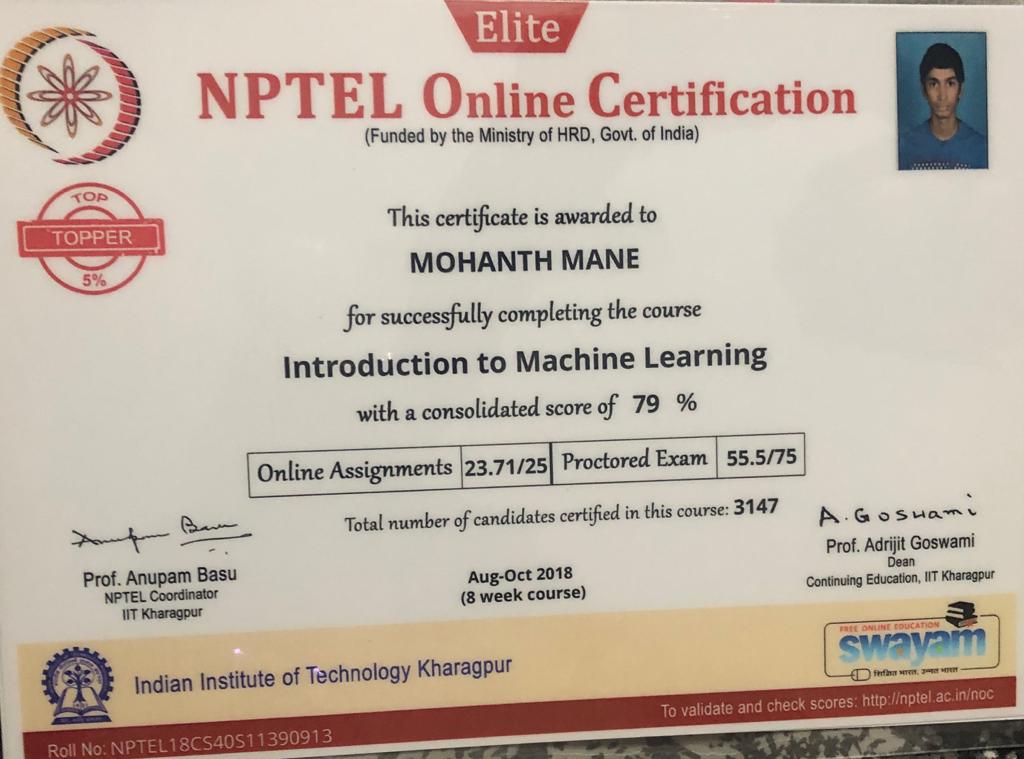 Elite
NPTEL Online Certification
(Funded by the Ministry of HRD, Govt. of India)
TOP
TOPPER
5%
This certificate is awarded to
MOHANTH MANE
for successfully completing the course
Introduction to Machine Learning
with a consolidated score of 79 %
Online Assignments 23.71/25 Proctored Exam 55.5/75
Total number of candidates certified in this course: 3147
Anupam Basu
Prof. Anupam Basu
NPTEL Coordinator
IIT Kharagpur
Aug-Oct 2018
(8 week course)
A. Goswami
Prof. Adrijit Goswami
Dean
Continuing Education, IIT Kharagpur
Indian Institute of Technology Kharagpur
FREE ONLINE EDUCATION
swayam
शिक्षित भारत, उन्नत भारत
To validate and check scores: http://nptel.ac.in/noc
Roll No: NPTEL18CS40S11390913